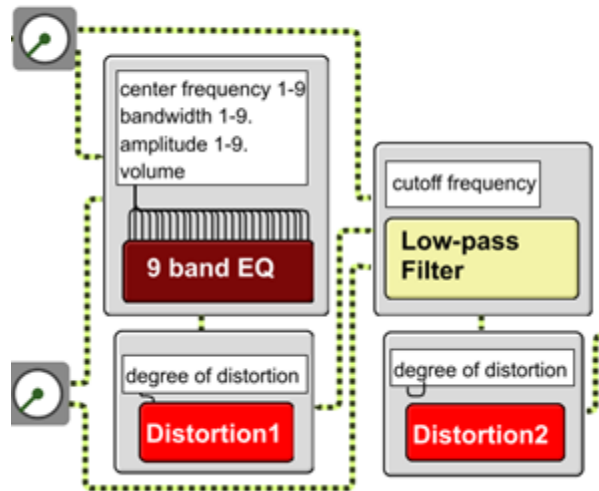 center frequency 1-9
bandwidth 1-9.
amplitude 1-9.
volume
9 band EQ
degree of distortion
Distortion1
cutoff frequency
Low-pass
Filter
degree of distortion
Distortion2